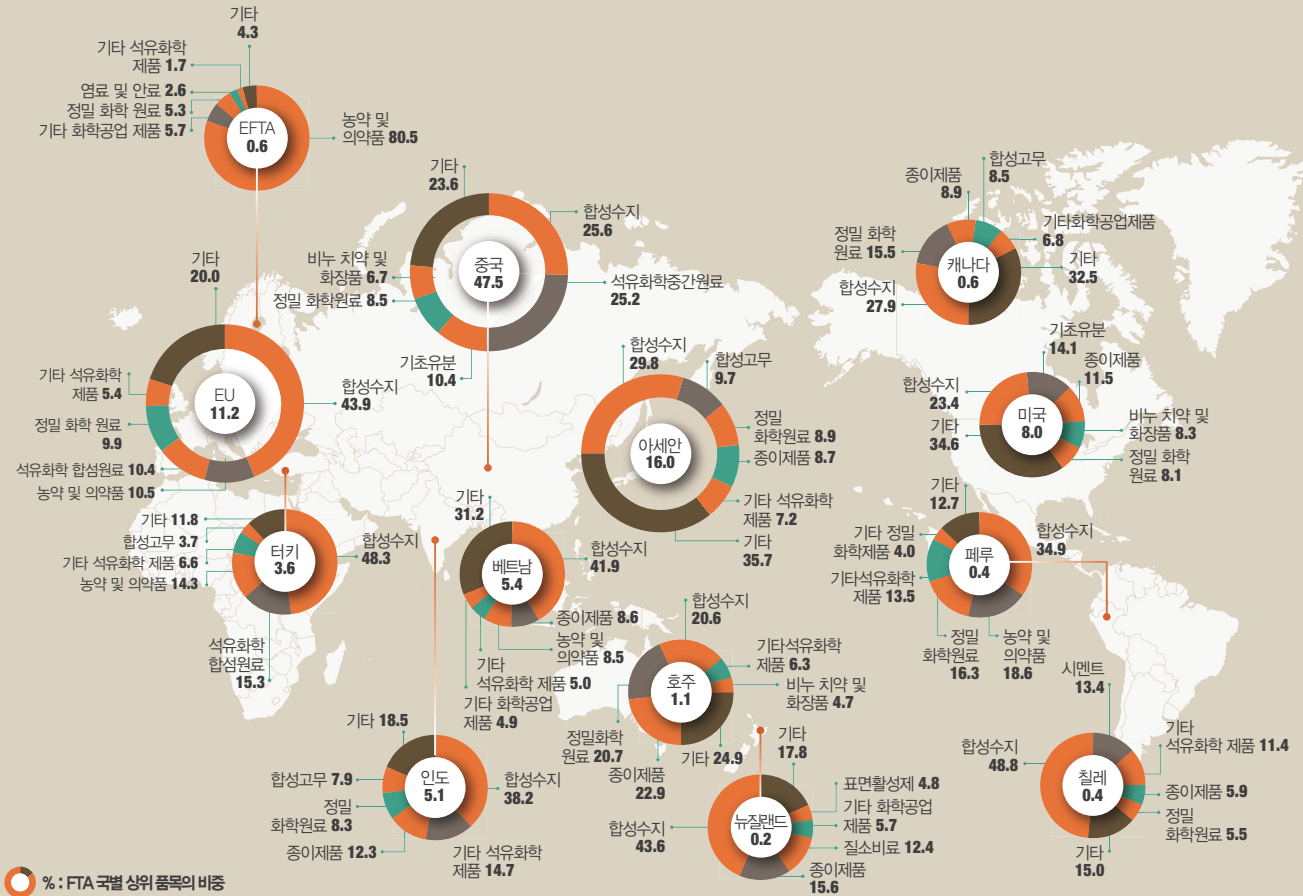 기타
4.3
기타 석유화학
제품 1.7
염료 및 안료 2.6
정밀 화학 원료 5.3
기타 화학공업 제품 5.7
EFTA
0.6
농약 및
의약품 80.5
기타
23.6
합성수지
25.6
비누 치약 및
화장품 6.7
정밀 화학원료 8.5
중국
47.5
석유화학중간원료
25.2
기초유분
10.4
종이제품
8.9
합성고무
8.5
정밀 화학
원료 15.5
기타화학공업제품
6.8
캐나다
0.6
기타
32.5
합성수지
27.9
기타
20.0
기타 석유화학
제품 5.4
EU
11.2
합성수지
43.9
정밀 화학 원료
9.9
석유화학 합섬원료 10.4
농약 및 의약품 10.5
합성수지
29.8
합성고무
9.7
정밀
화학원료 8.9
아세안
16.0
종이제품 8.7
기타 석유화학
제품 7.2
기타
35.7
기초유분
14.1
종이제품
11.5
합성수지
23.4
미국
8.0
비누 치약 및
화장품 8.3
기타
34.6
정밀 화학
원료 8.1
기타 11.8
합성고무 3.7
기타 석유화학 제품 6.6
농약 및 의약품 14.3
터키
3.6
합성수지
48.3
석유화학
합섬원료
15.3
기타
31.2
베트남
5.4
합성수지
41.9
종이제품 8.6
농약 및
의약품 8.5
기타
석유화학 제품 5.0
기타 화학공업
제품 4.9
기타
12.7
기타 정밀
화학제품 4.0
합성수지
34.9
페루
0.4
기타석유화학
제품 13.5
정밀
화학원료
16.3
농약 및
의약품
18.6
합성수지
20.6
기타석유화학
제품 6.3
호주
1.1
비누 치약 및
화장품 4.7
정밀화학
원료 20.7
종이제품
22.9
기타 24.9
기타 18.5
합성고무 7.9
인도
5.1
합성수지
38.2
정밀
화학원료
8.3
종이제품 12.3
기타 석유화학
제품 14.7
기타
17.8
표면활성제 4.8
기타 화학공업
제품 5.7
합성수지
43.6
뉴질랜드
0.2
질소비료 12.4
종이제품
15.6
시멘트
13.4
기타
석유화학 제품 11.4
합성수지
48.8
칠레
0.4
종이제품 5.9
정밀
화학원료 5.5
기타
15.0
% : FTA 국별 상위 품목의 비중